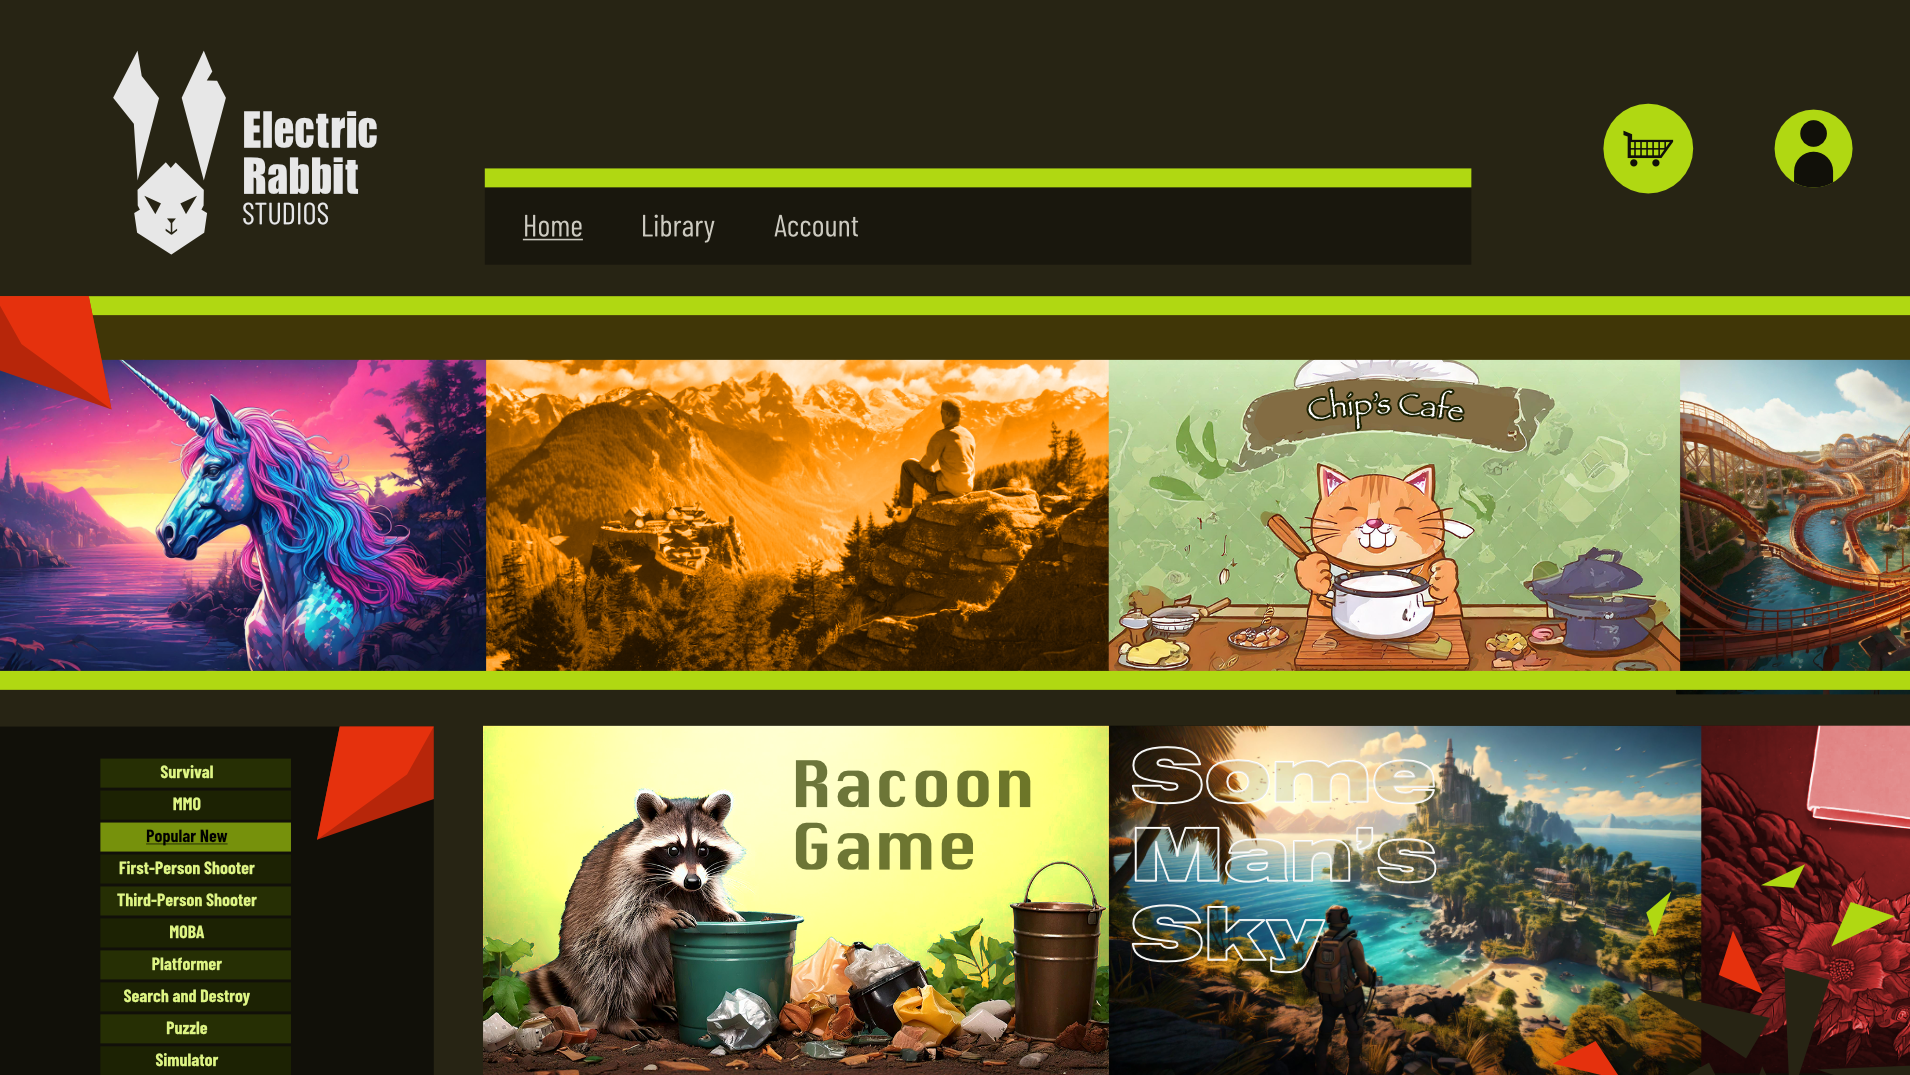 Electric
Rabbit
STUDIOS
Home Library Account
Chip's Cafe
Survival
MMO
Popular New
First-Person Shooter
Third-Person Shooter
MOBA
Platformer
Search and Destroy
Puzzle
Simulator
Racoon
Game
Some
Man's
Sky